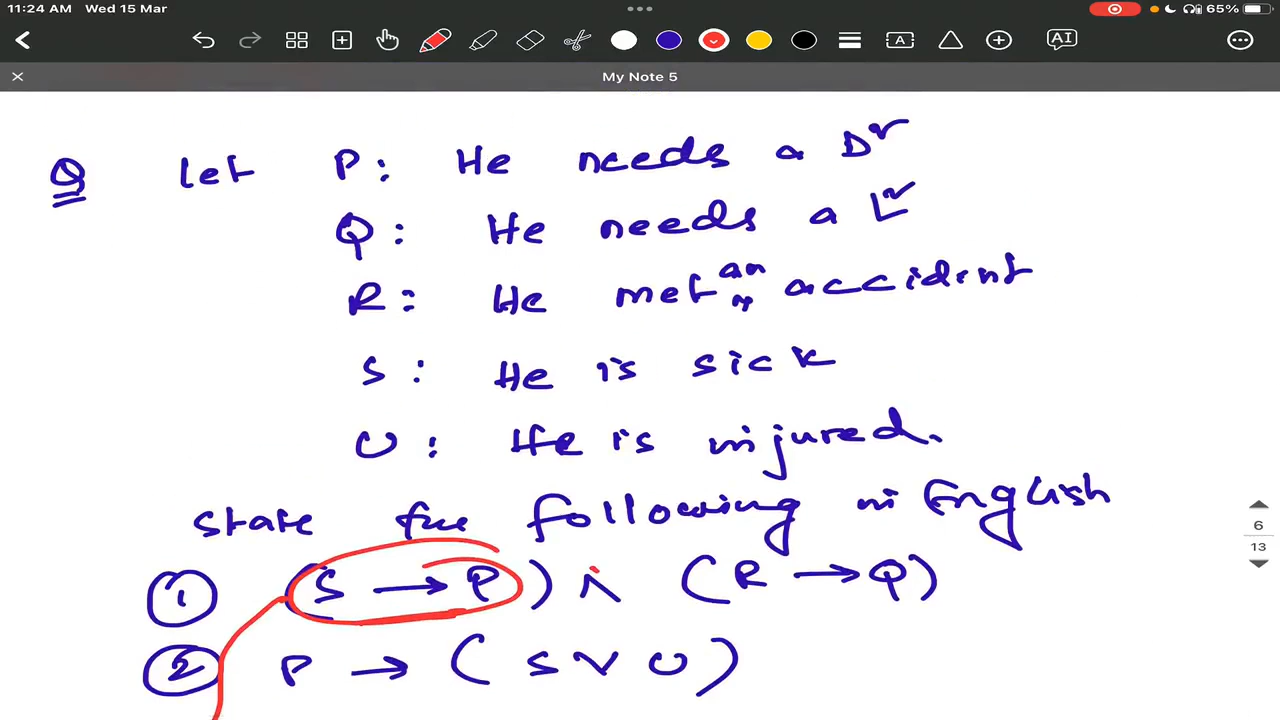 11:24 AM Wed 15 Mar
65%
A
AI
My Note 5
Q let P: He needs a Dr
Q: He needs a Lr
R: He met an accident
S: He is sick
U: He is injured.
state the following in English
6
13
① (S → P) ∧ (R → Q)
② P → (S ∨ U)